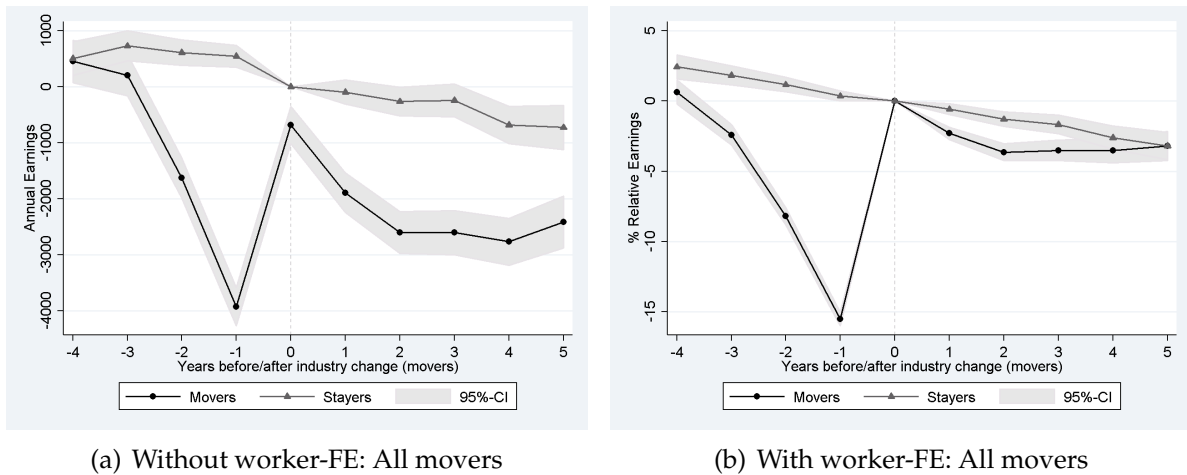 1000
0
-1000
-2000
-3000
-4000
Annual Earnings
-4 -3 -2 -1 0 1 2 3 4 5
Years before/after industry change (movers)
Movers Stayers 95%-CI
(a) Without worker-FE: All movers
5
0
-5
-10
-15
% Relative Earnings
-4 -3 -2 -1 0 1 2 3 4 5
Years before/after industry change (movers)
Movers Stayers 95%-CI
(b) With worker-FE: All movers